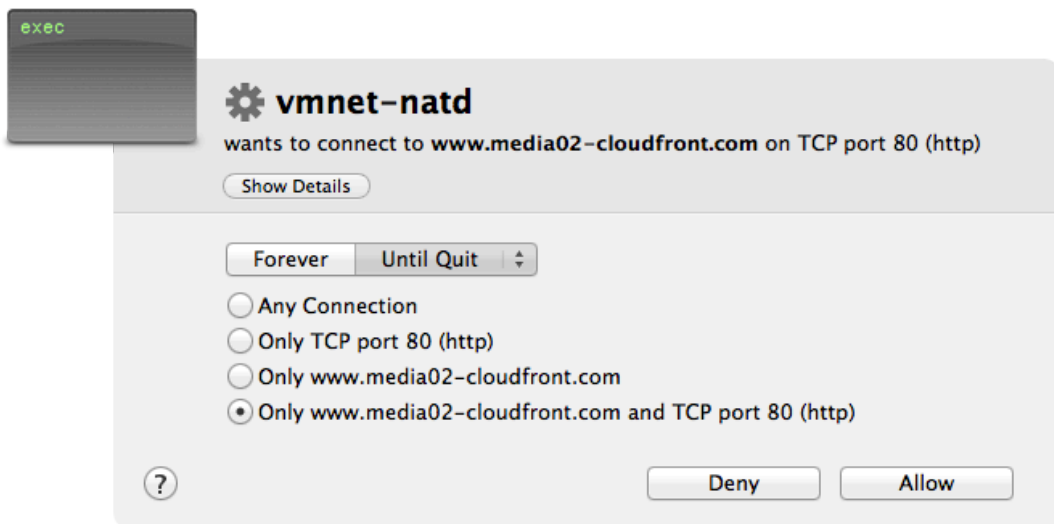 exec
vmnet-natd
wants to connect to www.media02-cloudfront.com on TCP port 80 (http)
Show Details
Forever Until Quit
Any Connection
Only TCP port 80 (http)
Only www.media02-cloudfront.com
Only www.media02-cloudfront.com and TCP port 80 (http)
? Deny Allow